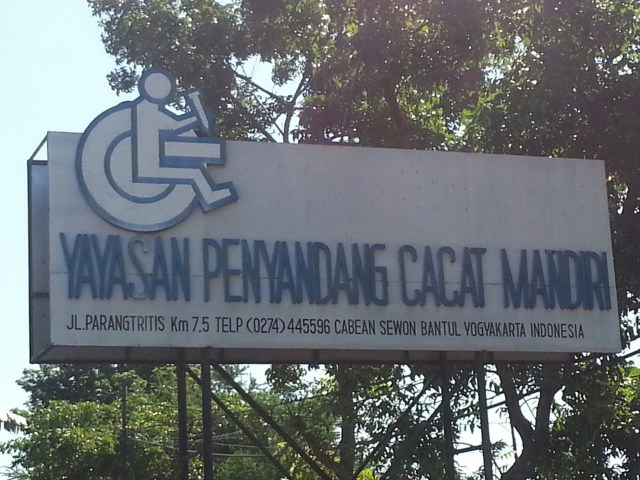 YAYASAN PENYANDANG CACAT MANDIRI
JL.PARANGTRITIS Km 7.5 TELP (0274) 445596 CABEAN SEWON BANTUL YOGYAKARTA INDONESIA